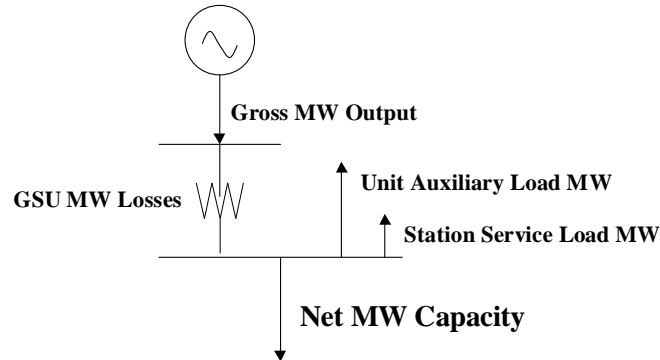 Gross MW Output
Unit Auxiliary Load MW
GSU MW Losses
Station Service Load MW
Net MW Capacity